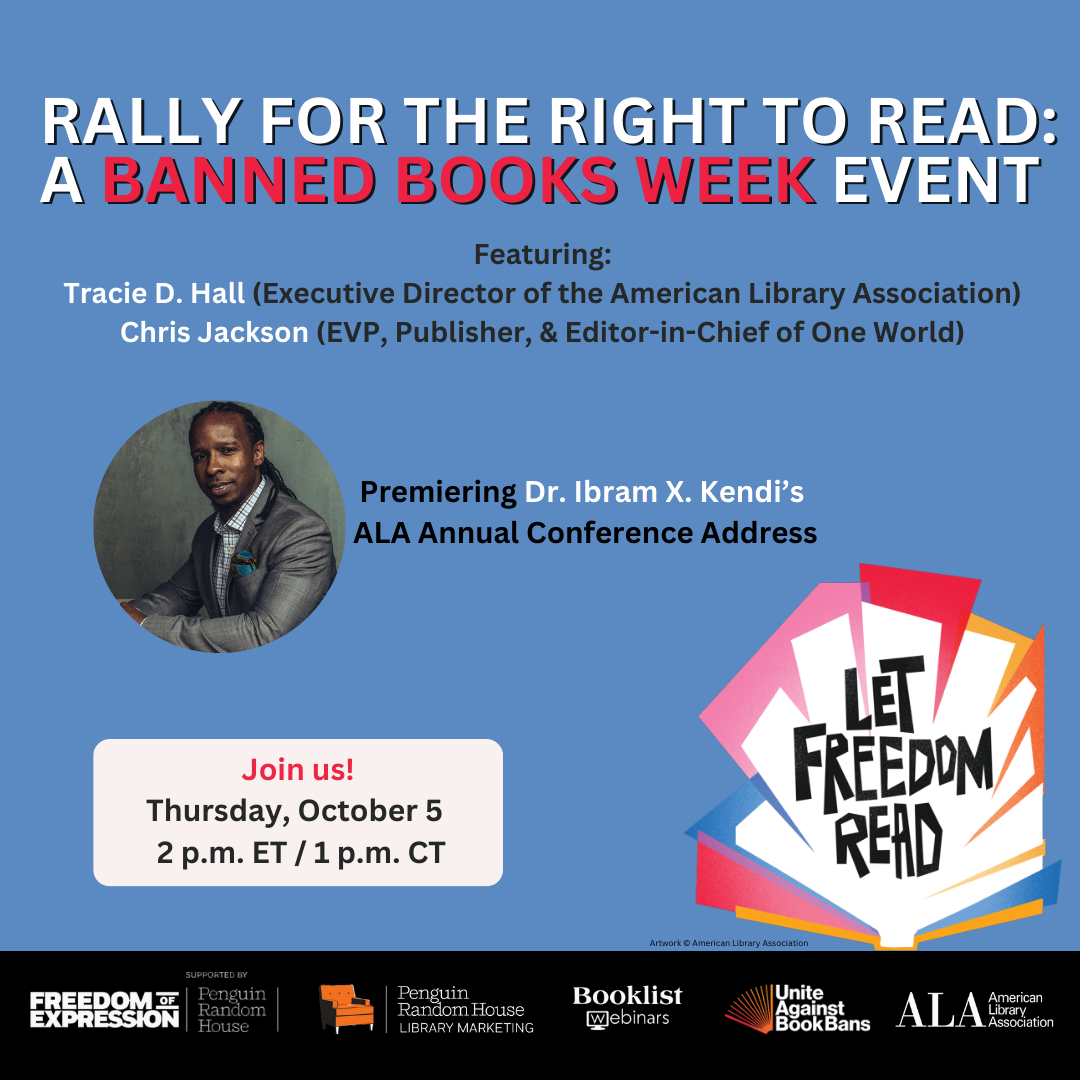 RALLY FOR THE RIGHT TO READ:
A BANNED BOOKS WEEK EVENT
Featuring:
Tracie D. Hall (Executive Director of the American Library Association)
Chris Jackson (EVP, Publisher, & Editor-in-Chief of One World)
Premiering Dr. Ibram X. Kendi’s
ALA Annual Conference Address
LET
FREEDOM
READ
Join us!
Thursday, October 5
2 p.m. ET / 1 p.m. CT
Artwork © American Library Association
FREEDOM OF
EXPRESSION
SUPPORTED BY
Penguin
Random
House
Penguin
Random House
LIBRARY MARKETING
Booklist
Webinars
Unite
Against
Book Bans
ALA
American
Library
Association